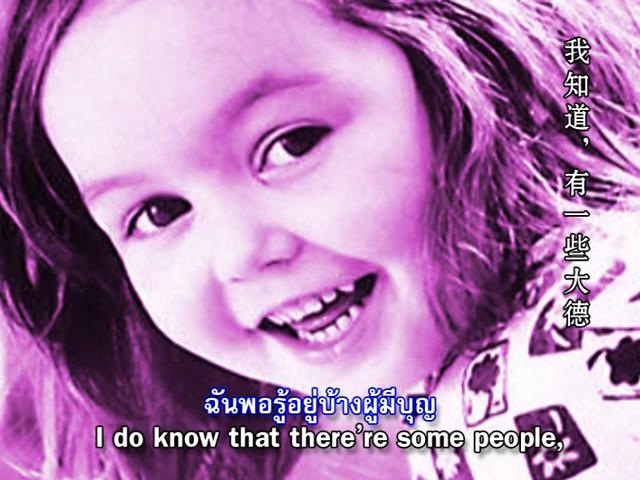 我知道，有一些大德
ฉันพอรู้อยู่บ้างผู้มีบุญ
I do know that there're some people,